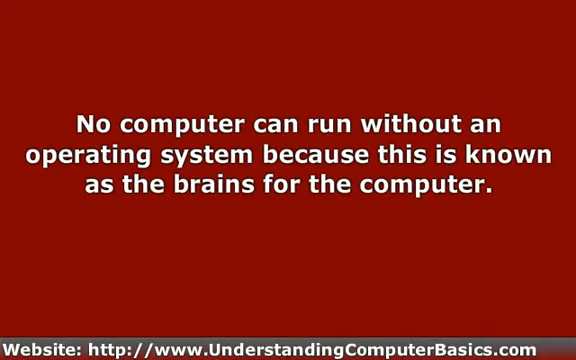 No computer can run without an
operating system because this is known
as the brains for the computer.
Website: http://www.UnderstandingComputerBasics.com